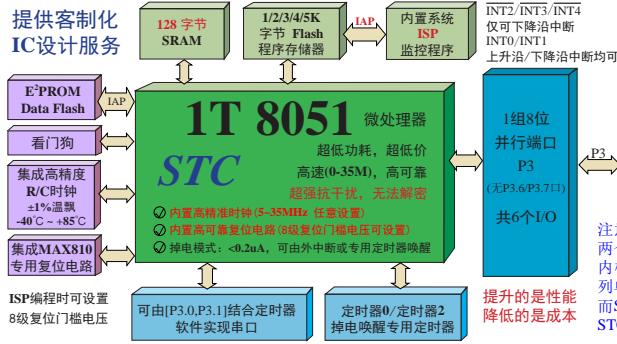 提供客制化
IC设计服务
128 字节
SRAM
1/2/3/4/5K
字节 Flash
程序存储器
IAP
内置系统
ISP
监控程序
INT2/INT3/INT4
仅可下降沿中断
INT0/INT1
上升沿/下降沿中断均可
E²PROM
Data Flash
IAP
看门狗
集成高精度
R/C时钟
±1%温飘
-40℃ ~ +85℃
集成MAX810
专用复位电路
ISP编程时可设置
8级复位门槛电压
1T 8051 微处理器
STC
超低功耗，超低价
高速(0-35M)，高可靠
超强抗干扰，无法解密
内置高精准时钟(5~35MHz 任意设置)
内置高可靠复位电路(8级复位门槛电压可设置)
掉电模式：<0.2uA，可由外中断或专用定时器唤醒
1组8位
并行端口
P3
(无P3.6/P3.7口)
共6个I/O
P3
可由[P3.0,P3.1]结合定时器
软件实现串口
定时器0/定时器2
掉电唤醒专用定时器
提升的是性能
降低的是成本
两个
内
列
而S
STC